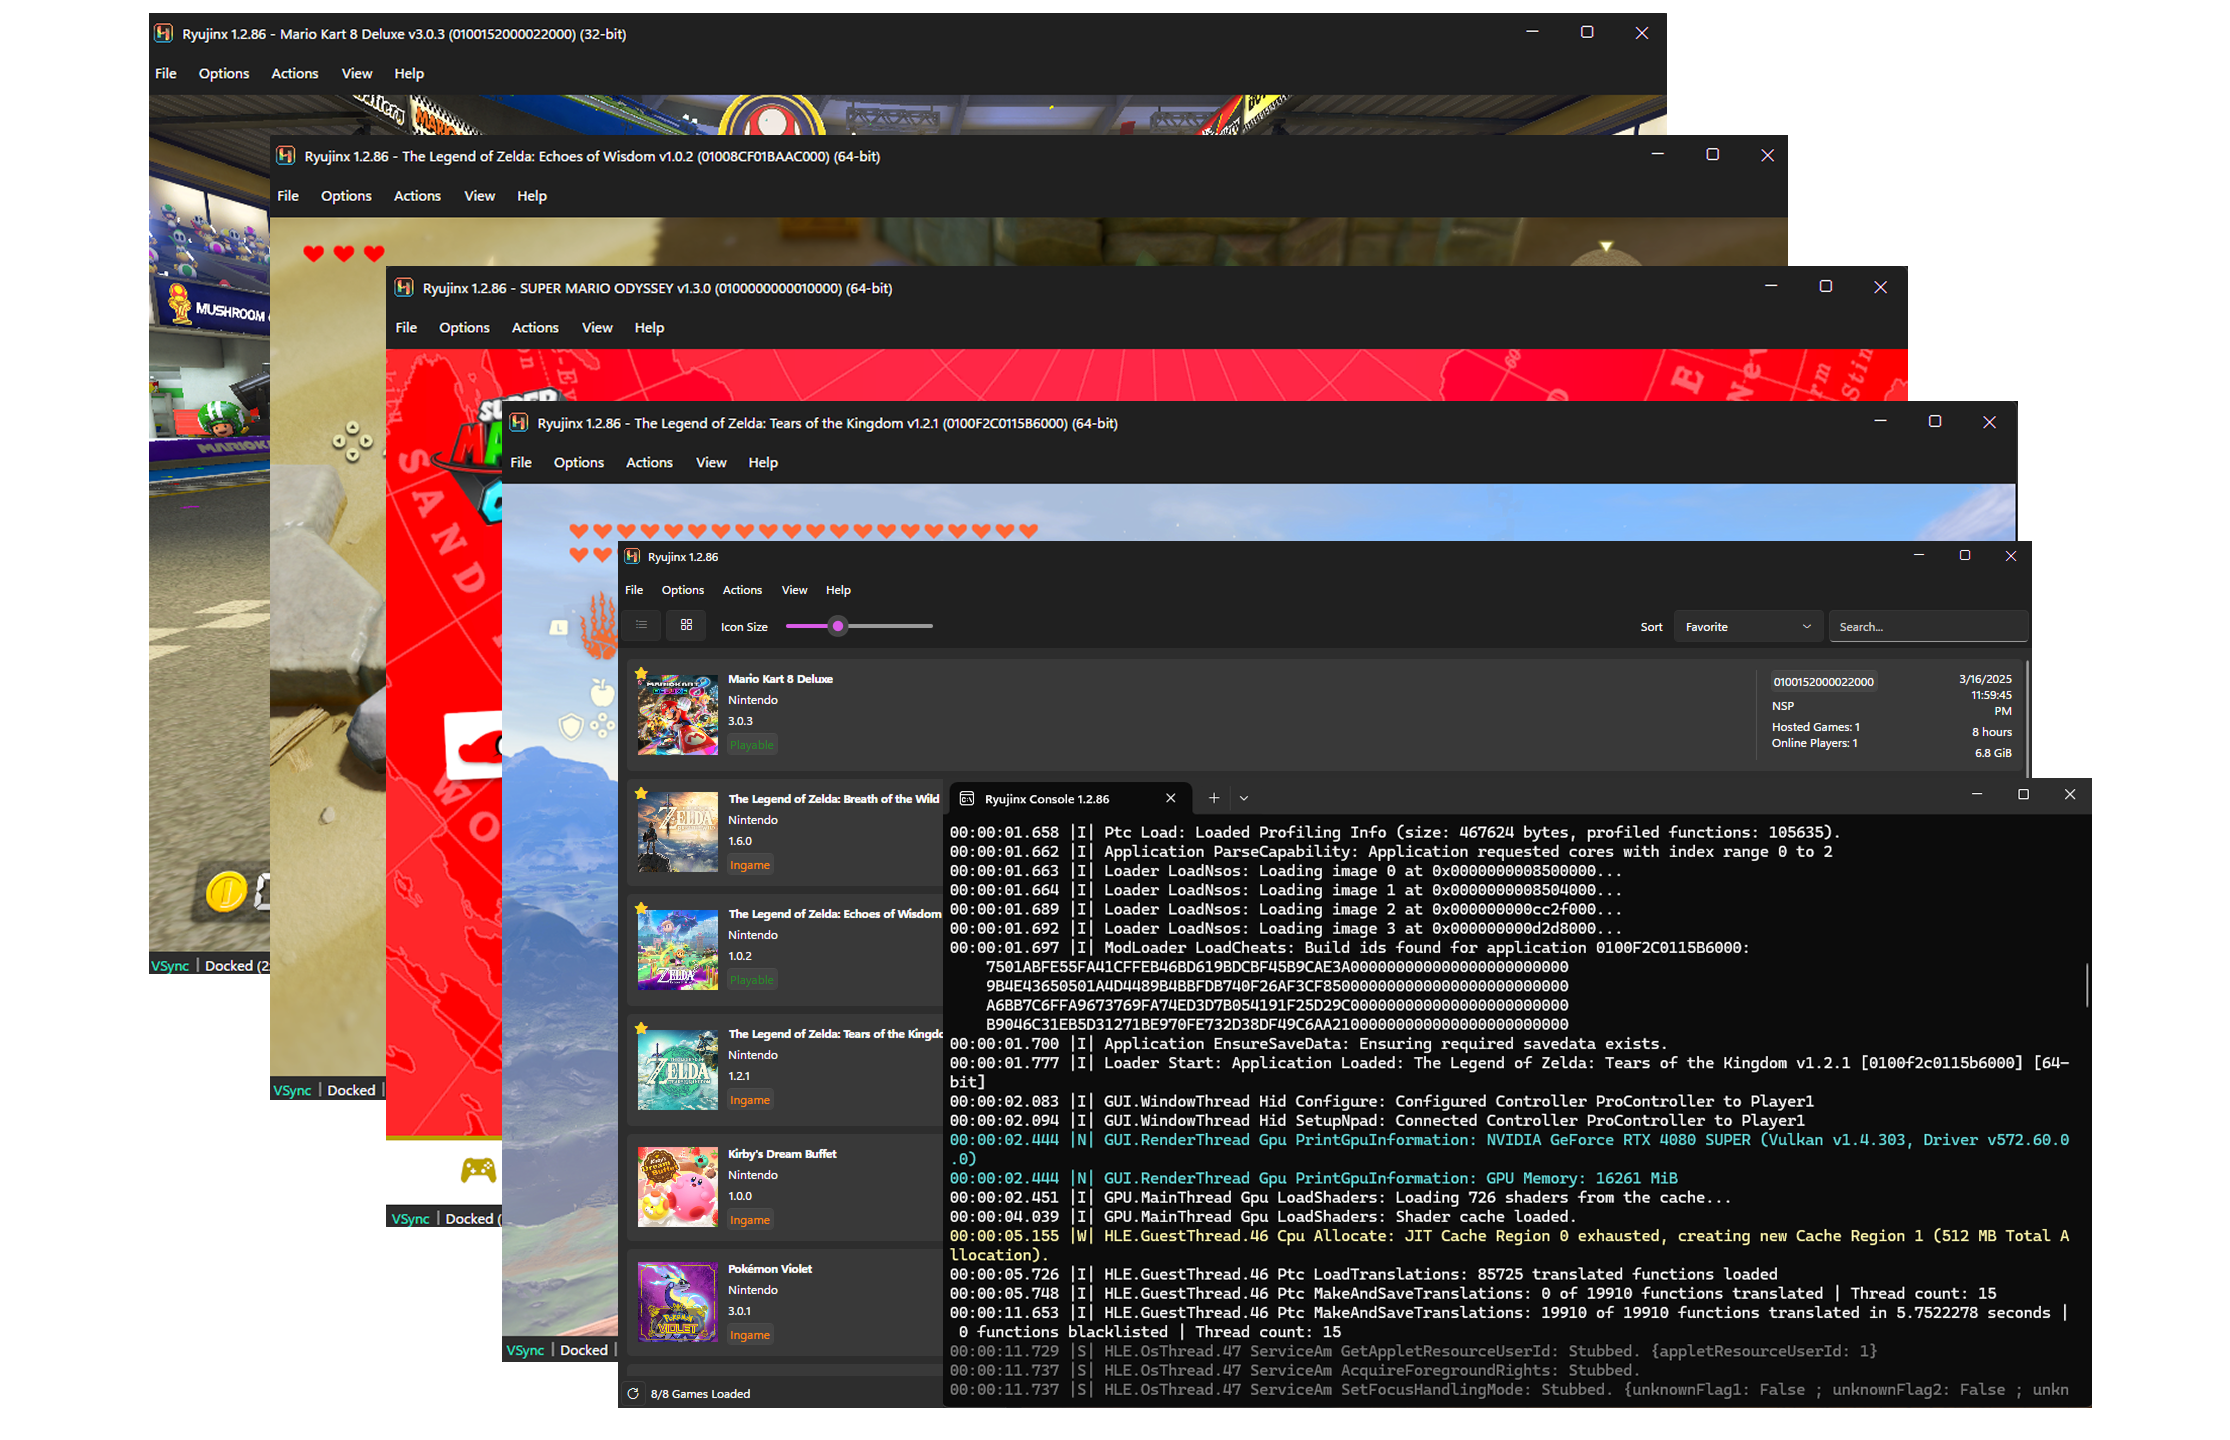 Ryujinx 1.2.86 - Mario Kart 8 Deluxe v3.0.3 (0100152000022000) (32-bit)
File Options Actions View Help
MARIO
MUSHROOM
VSync | Docked (2
Ryujinx 1.2.86 - The Legend of Zelda: Echoes of Wisdom v1.0.2 (01008CF01BAAC000) (64-bit)
File Options Actions View Help
VSync | Docked |
Ryujinx 1.2.86 - SUPER MARIO ODYSSEY v1.3.0 (0100000000010000) (64-bit)
File Options Actions View Help
SAND
VSync | Docked (
Ryujinx 1.2.86 - The Legend of Zelda: Tears of the Kingdom v1.2.1 (0100F2C0115B6000) (64-bit)
File Options Actions View Help
L
VSync | Docked |
Ryujinx 1.2.86
File Options Actions View Help
Icon Size Sort Favorite Search...
Mario Kart 8 Deluxe
Nintendo
3.0.3
Playable
0100152000022000
NSP
Hosted Games: 1
Online Players: 1
3/16/2025
11:59:45
PM
8 hours
6.8 GiB
The Legend of Zelda: Breath of the Wild
Nintendo
1.6.0
Ingame
The Legend of Zelda: Echoes of Wisdom
Nintendo
1.0.2
Playable
The Legend of Zelda: Tears of the Kingdo
Nintendo
1.2.1
Ingame
Kirby's Dream Buffet
Nintendo
1.0.0
Ingame
Pokémon Violet
Nintendo
3.0.1
Ingame
8/8 Games Loaded
Ryujinx Console 1.2.86
00:00:01.658 |I| Ptc Load: Loaded Profiling Info (size: 467624 bytes, profiled functions: 105635).
00:00:01.662 |I| Application ParseCapability: Application requested cores with index range 0 to 2
00:00:01.663 |I| Loader LoadNsos: Loading image 0 at 0x0000000008500000...
00:00:01.664 |I| Loader LoadNsos: Loading image 1 at 0x0000000008504000...
00:00:01.689 |I| Loader LoadNsos: Loading image 2 at 0x000000000cc2f000...
00:00:01.692 |I| Loader LoadNsos: Loading image 3 at 0x000000000d2d8000...
00:00:01.697 |I| ModLoader LoadCheats: Build ids found for application 0100F2C0115B6000:
7501ABFE55FA41CFFEB46BD619BDCBF45B9CAE3A000000000000000000000000
9B4E43650501A4D4489B4BBFDB740F26AF3CF850000000000000000000000000
A6BB7C6FFA9673769FA74ED3D7B054191F25D29C000000000000000000000000
B9046C31EB5D31271BE970FE732D38DF49C6AA21000000000000000000000000
00:00:01.700 |I| Application EnsureSaveData: Ensuring required savedata exists.
00:00:01.777 |I| Loader Start: Application Loaded: The Legend of Zelda: Tears of the Kingdom v1.2.1 [0100f2c0115b6000] [64-
bit]
00:00:02.083 |I| GUI.WindowThread Hid Configure: Configured Controller ProController to Player1
00:00:02.094 |I| GUI.WindowThread Hid SetupNpad: Connected Controller ProController to Player1
00:00:02.444 |N| GUI.RenderThread Gpu PrintGpuInformation: NVIDIA GeForce RTX 4080 SUPER (Vulkan v1.4.303, Driver v572.60.0
.0)
00:00:02.444 |N| GUI.RenderThread Gpu PrintGpuInformation: GPU Memory: 16261 MiB
00:00:02.451 |I| GPU.MainThread Gpu LoadShaders: Loading 726 shaders from the cache...
00:00:04.039 |I| GPU.MainThread Gpu LoadShaders: Shader cache loaded.
00:00:05.155 |W| HLE.GuestThread.46 Cpu Allocate: JIT Cache Region 0 exhausted, creating new Cache Region 1 (512 MB Total A
llocation).
00:00:05.726 |I| HLE.GuestThread.46 Ptc LoadTranslations: 85725 translated functions loaded
00:00:05.748 |I| HLE.GuestThread.46 Ptc MakeAndSaveTranslations: 0 of 19910 functions translated | Thread count: 15
00:00:11.653 |I| HLE.GuestThread.46 Ptc MakeAndSaveTranslations: 19910 of 19910 functions translated in 5.7522278 seconds |
0 functions blacklisted | Thread count: 15
00:00:11.729 |S| HLE.OsThread.47 ServiceAm GetAppletResourceUserId: Stubbed. {appletResourceUserId: 1}
00:00:11.737 |S| HLE.OsThread.47 ServiceAm AcquireForegroundRights: Stubbed.
00:00:11.737 |S| HLE.OsThread.47 ServiceAm SetFocusHandlingMode: Stubbed. {unknownFlag1: False ; unknownFlag2: False ; unkn